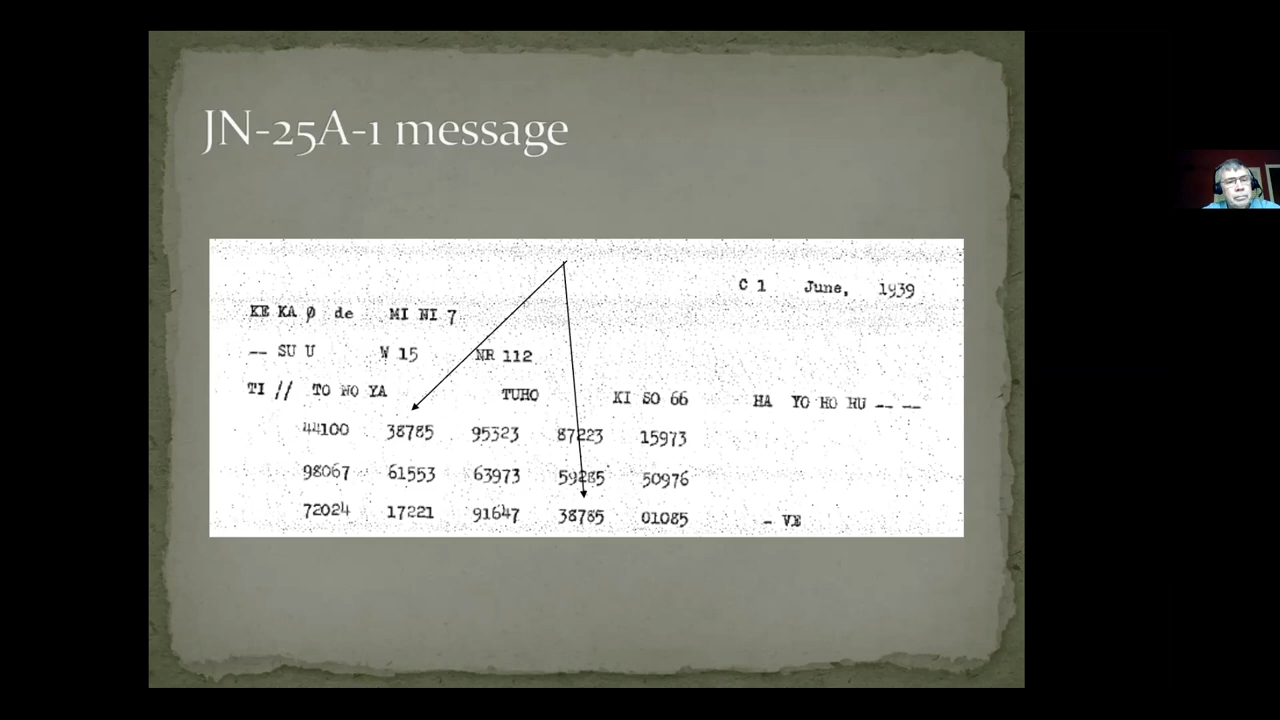 JN-25A-1 message
C 1 June, 1939
KE KA Ø de MI NI 7
-- SU U W 15 NR 112
TI // TO NO YA TUHO KI SO 66 HA YO HO HU -- --
44100 38785 95323 87223 15973
98067 61553 63973 59285 50976
72024 17221 91647 38785 01085 - VE